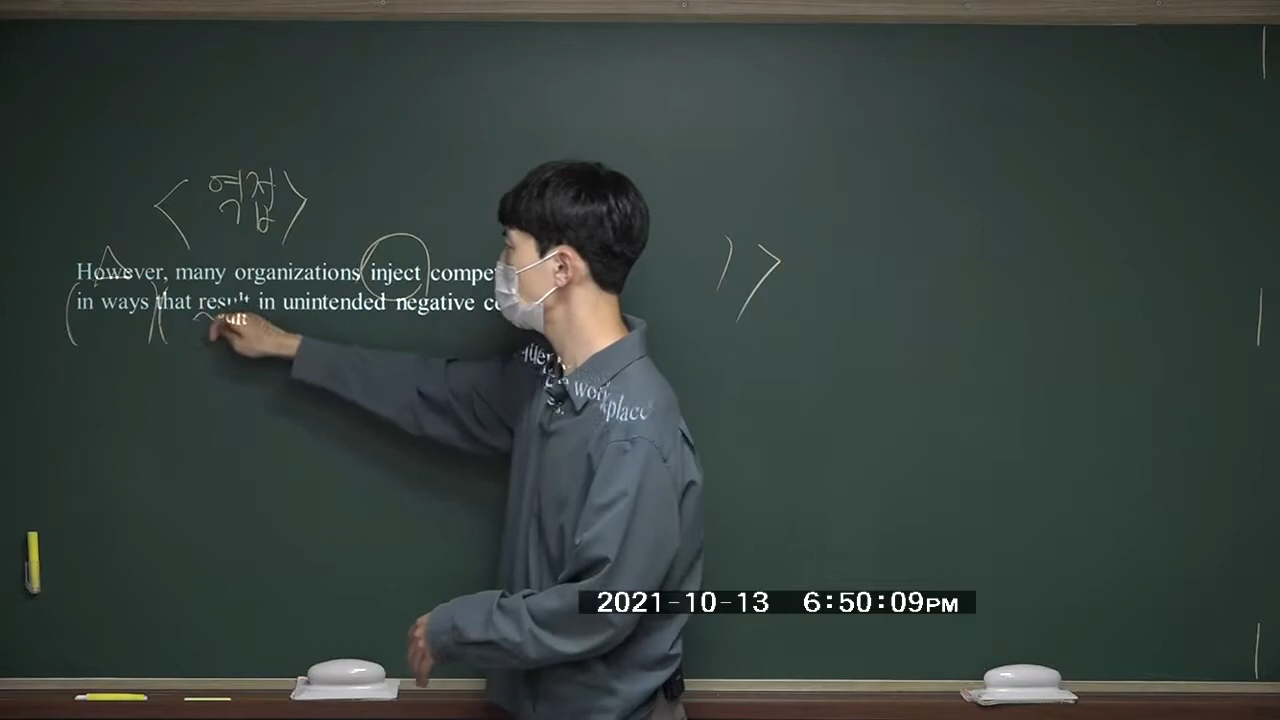 <역접>
However, many organizations inject
in ways that result in unintended negative
workplace
2021-10-13 6:50:09PM